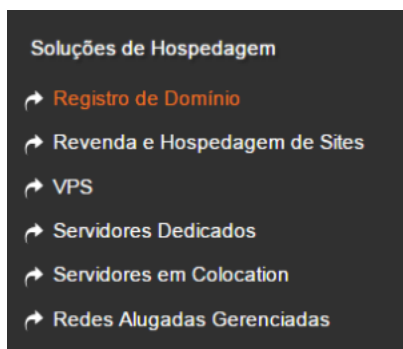 Soluções de Hospedagem
Registro de Domínio
Revenda e Hospedagem de Sites
VPS
Servidores Dedicados
Servidores em Colocation
Redes Alugadas Gerenciadas